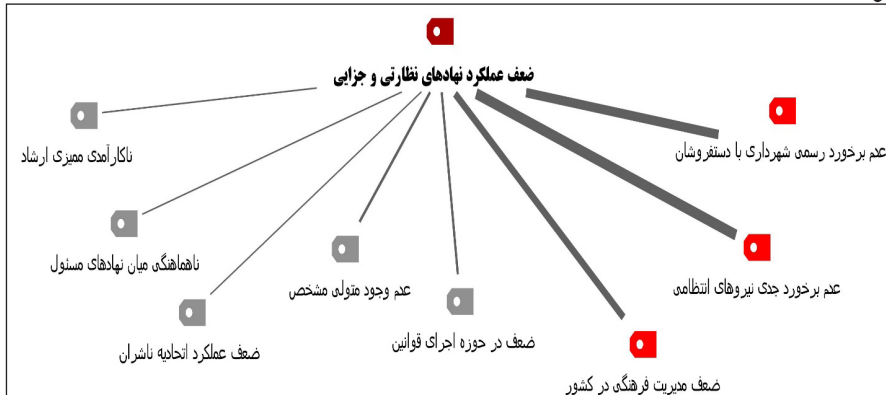 ضعف عملکرد نهادهای نظارتی و جزایی
عدم برخورد رسمی شهرداری با دستفروشان
ناکارآمدی ممیزی ارشاد
عدم برخورد جدی نیروهای انتظامی
عدم وجود متولی مشخص
ناهماهنگی میان نهادهای مسئول
ضعف در حوزه اجرای قوانین
ضعف عملکرد اتحادیه ناشران
ضعف مدیریت فرهنگی در کشور